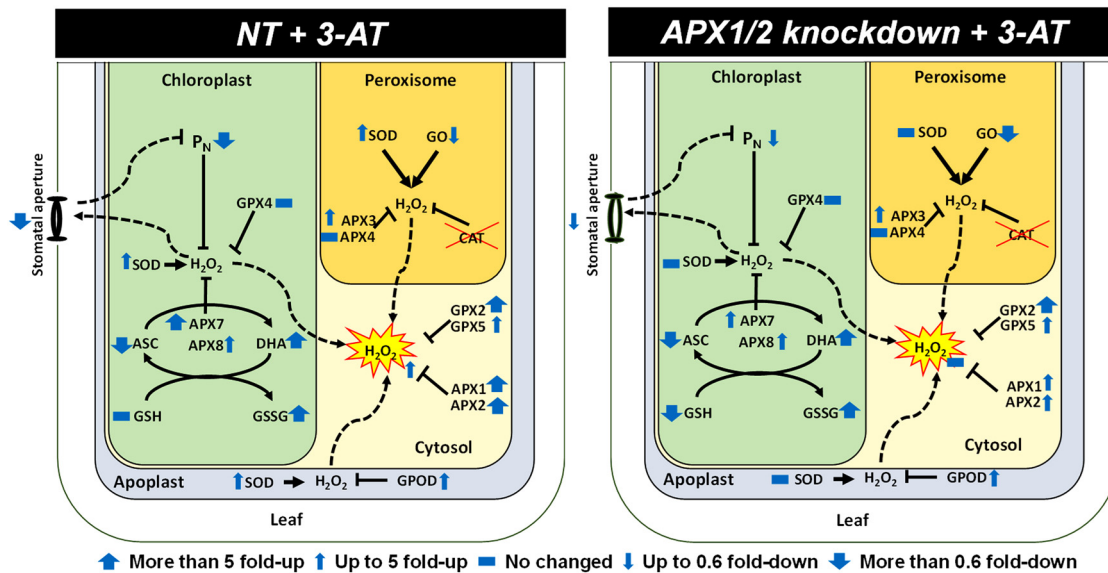 NT + 3-AT
Chloroplast
Peroxisome
P_N
SOD
GO
H₂O₂
GPX4
APX3
APX4
CAT
Stomatal aperture
SOD
H₂O₂
APX7
APX8
ASC
DHA
GSH
GSSG
GPX2
GPX5
H₂O₂
APX1
APX2
Cytosol
Apoplast
SOD
H₂O₂
GPOD
Leaf
APX1/2 knockdown + 3-AT
Chloroplast
Peroxisome
P_N
SOD
GO
H₂O₂
GPX4
APX3
APX4
CAT
Stomatal aperture
SOD
H₂O₂
APX7
APX8
ASC
DHA
GSH
GSSG
GPX2
GPX5
H₂O₂
APX1
APX2
Cytosol
Apoplast
SOD
H₂O₂
GPOD
Leaf
More than 5 fold-up Up to 5 fold-up No changed Up to 0.6 fold-down More than 0.6 fold-down